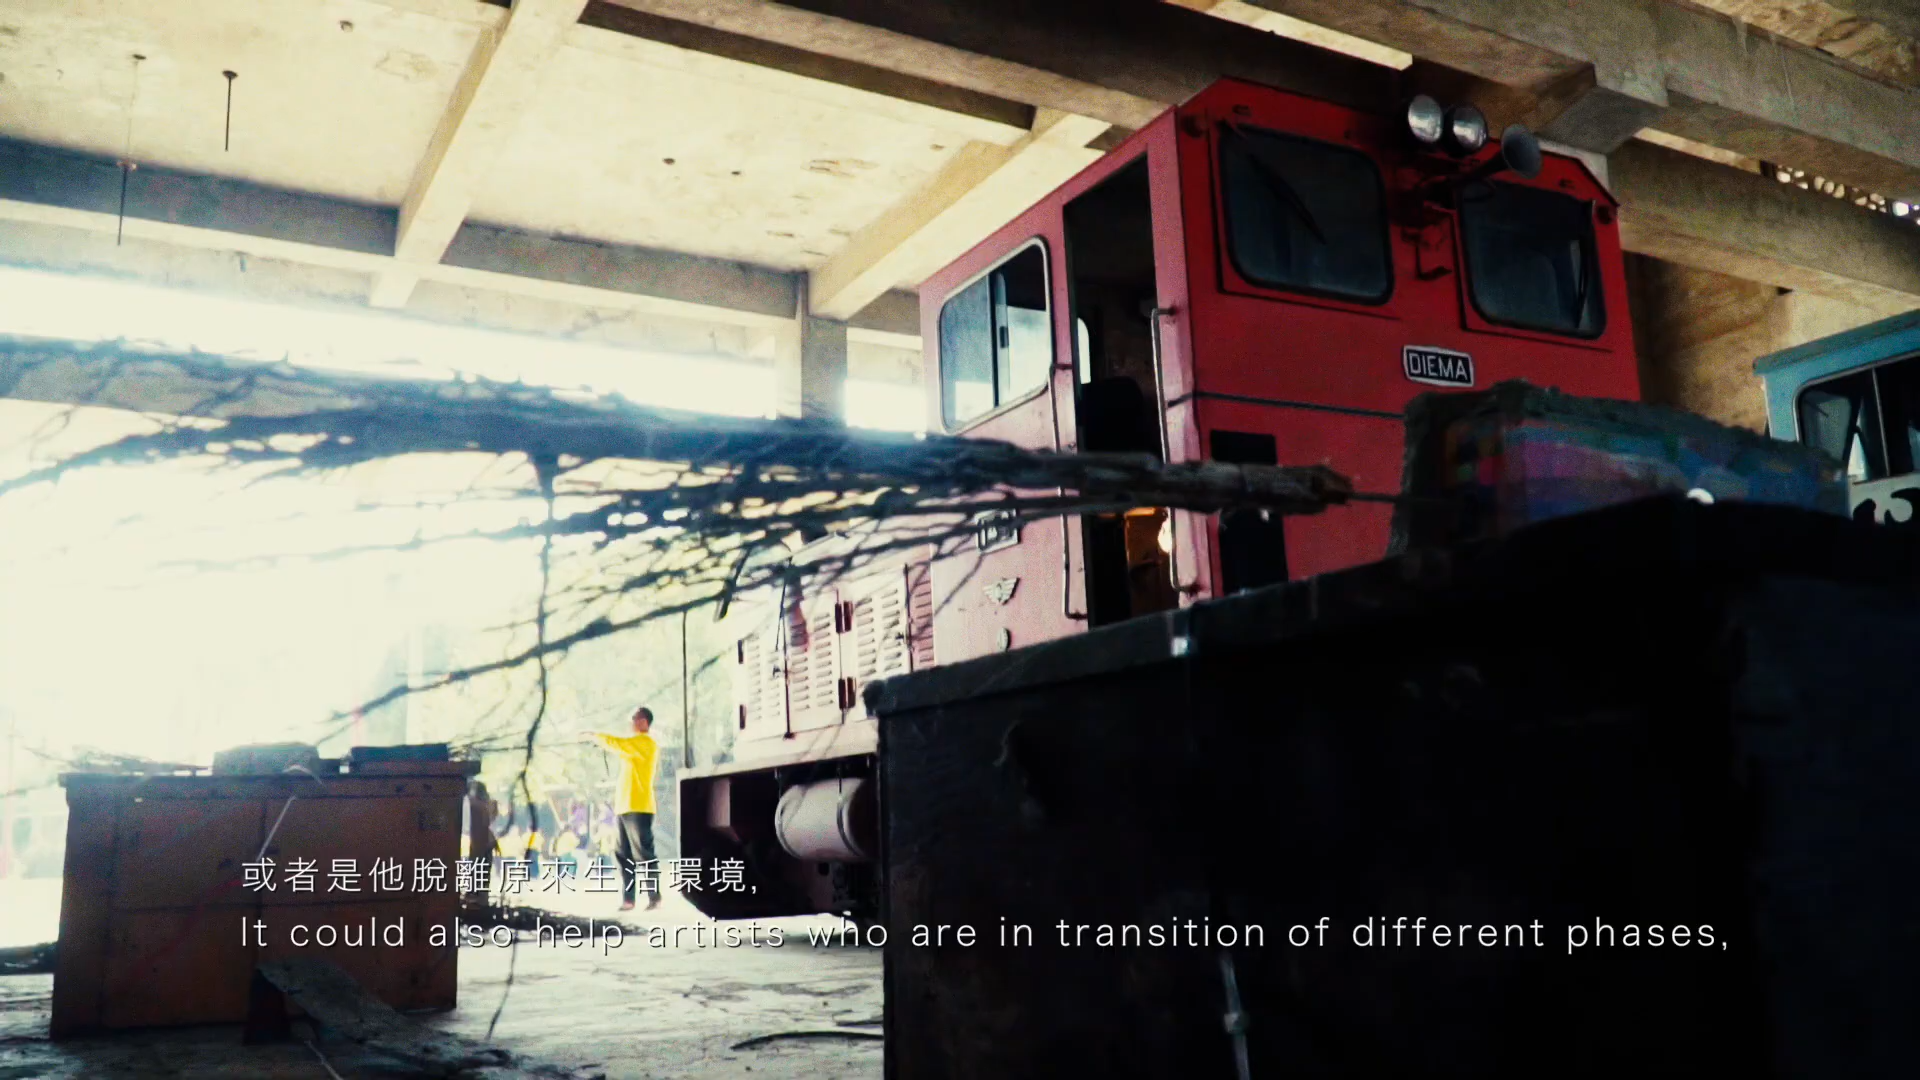 DIEMA
或者是他脫離原來生活環境,
It could also help artists who are in transition of different phases,